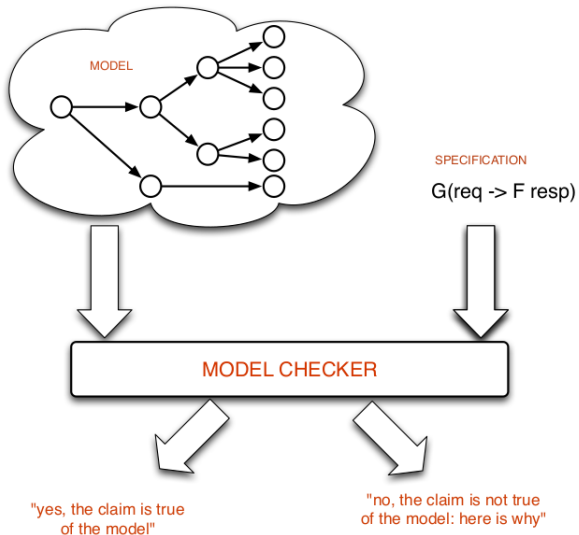 MODEL
SPECIFICATION
G(req -> F resp)
MODEL CHECKER
"yes, the claim is true
of the model"
"no, the claim is not true
of the model: here is why"